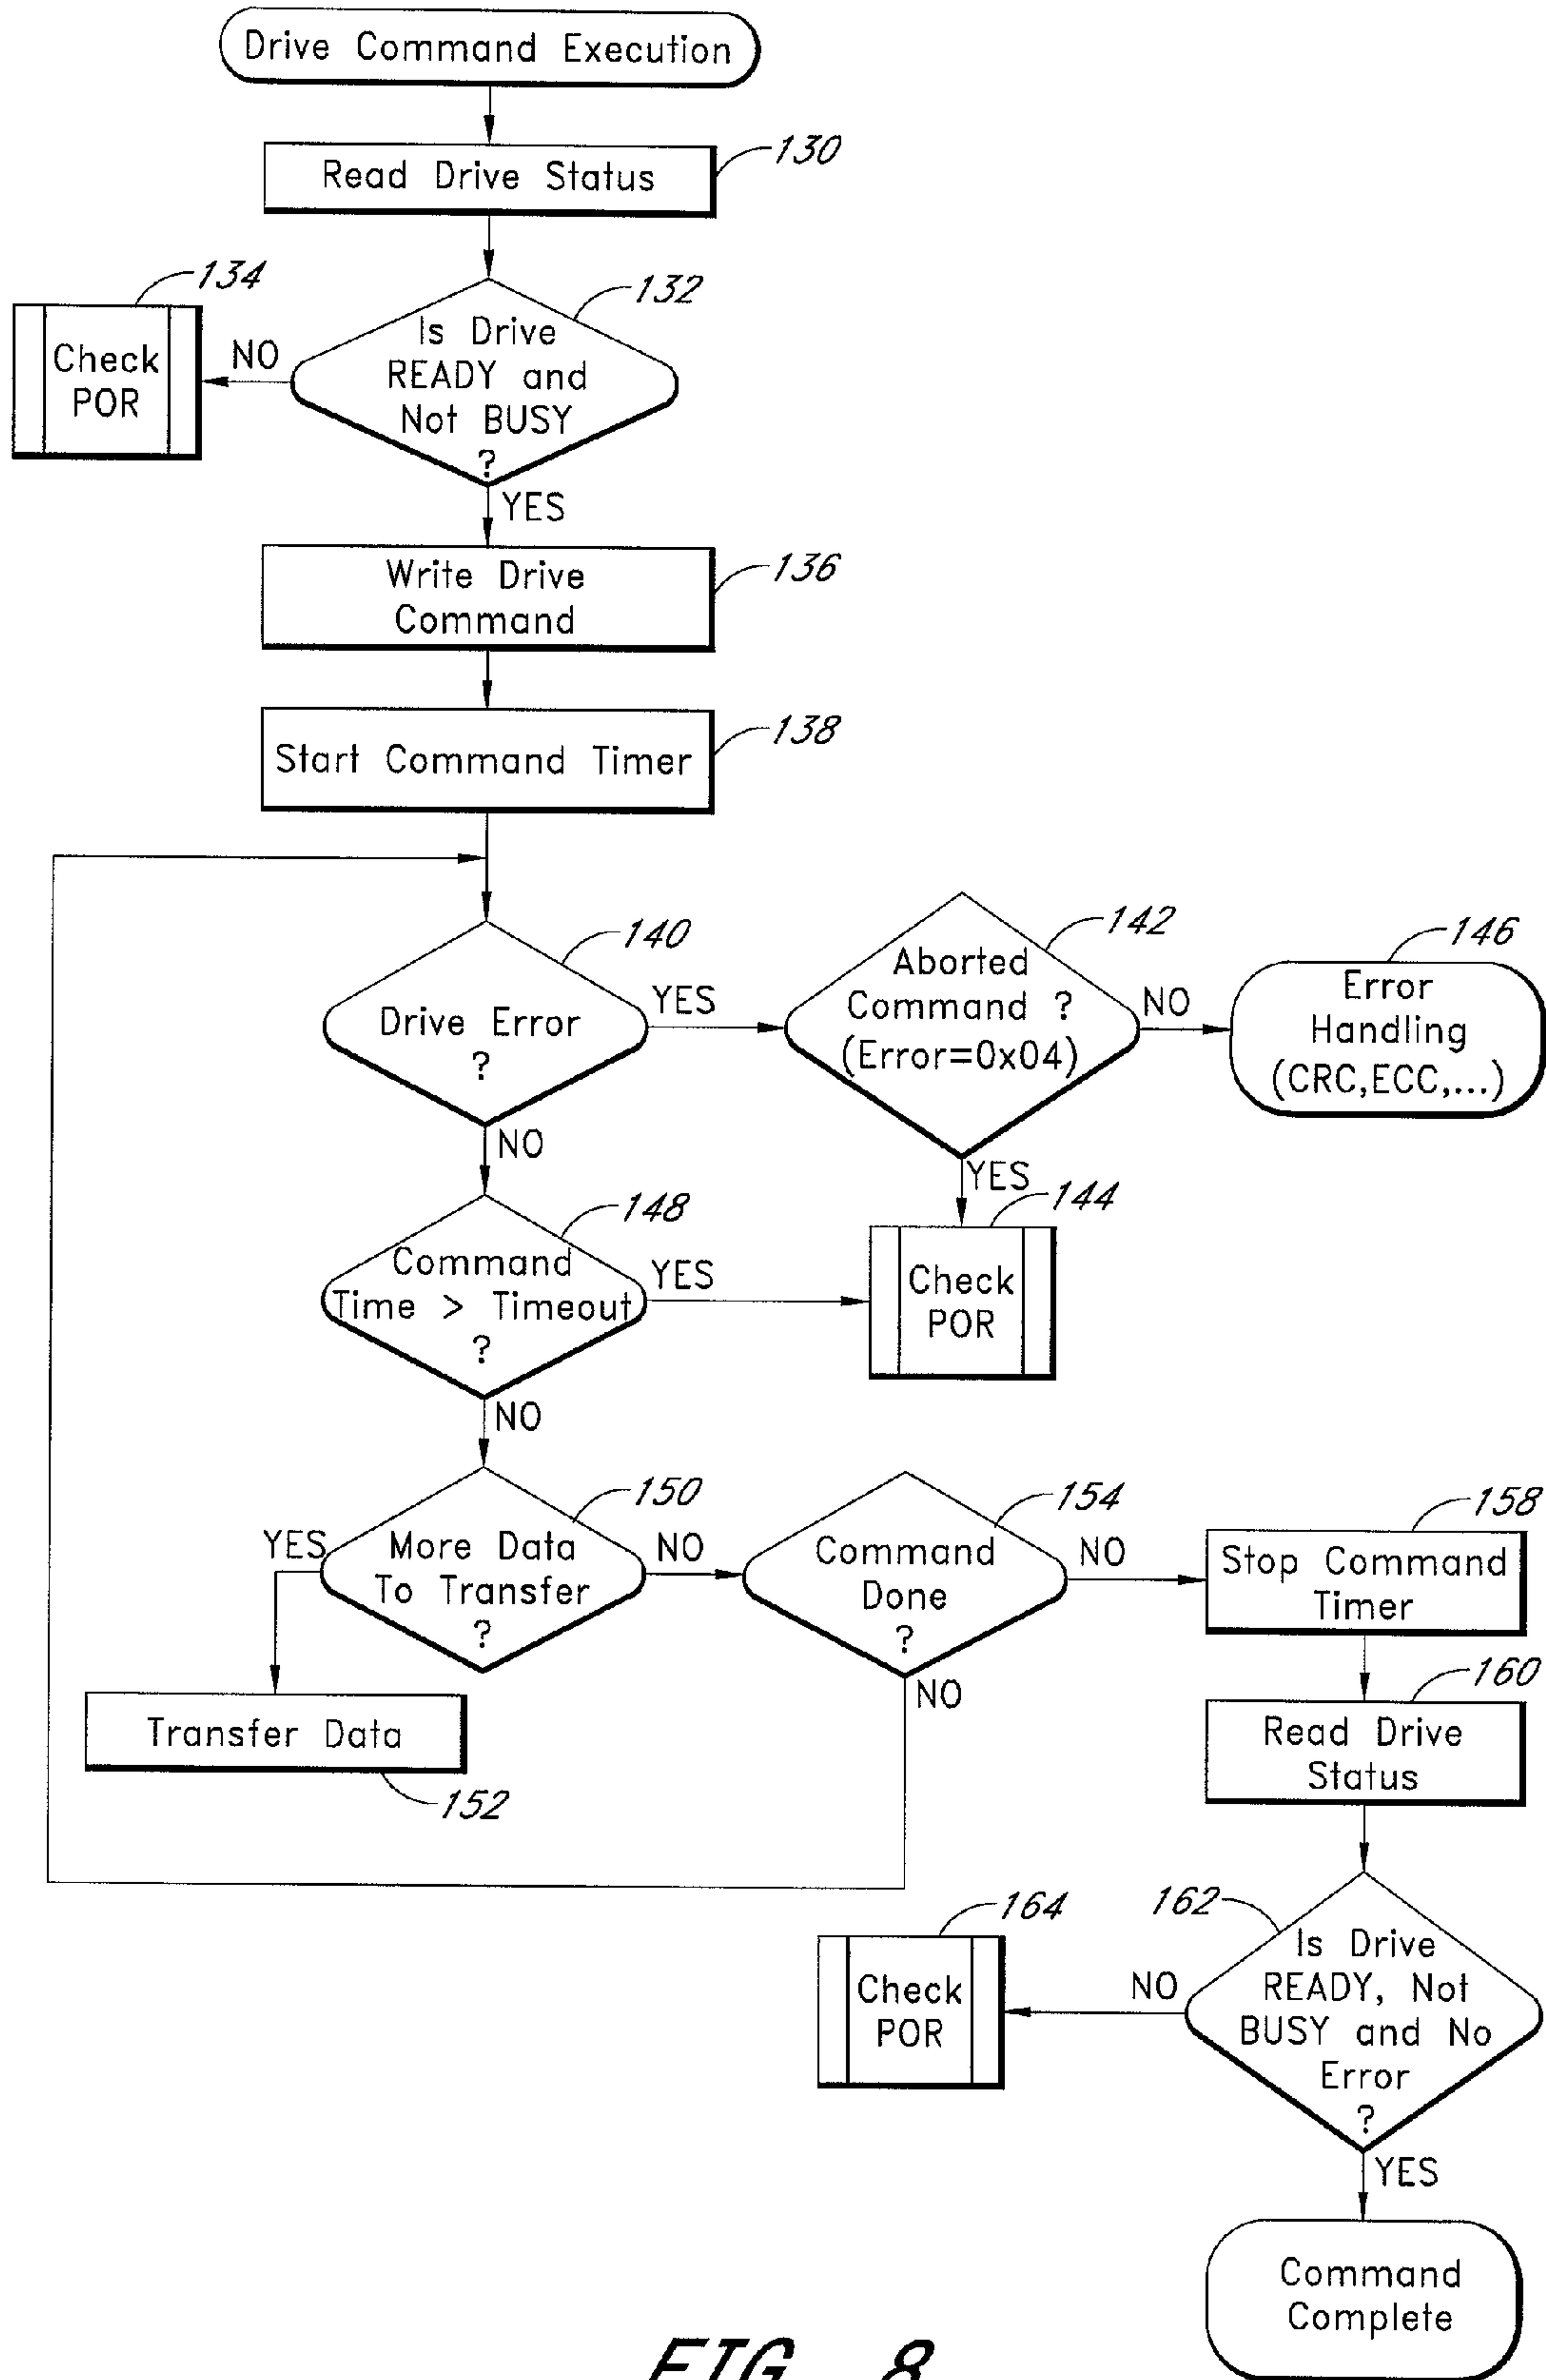 Drive Command Execution
130
Read Drive Status
134
132
Check
POR
NO
Is Drive
READY and
Not BUSY
?
YES
136
Write Drive
Command
138
Start Command Timer
140
Drive Error
?
YES
142
Aborted
Command ?
(Error=0x04)
NO
146
Error
Handling
(CRC,ECC,...)
NO
YES
148
Command
Time > Timeout
?
YES
144
Check
POR
NO
150
More Data
To Transfer
?
YES
NO
154
Command
Done
?
NO
158
Stop Command
Timer
NO
160
Read Drive
Status
Transfer Data
152
164
162
Check
POR
NO
Is Drive
READY, Not
BUSY and No
Error
?
YES
Command
Complete
FIG. 8